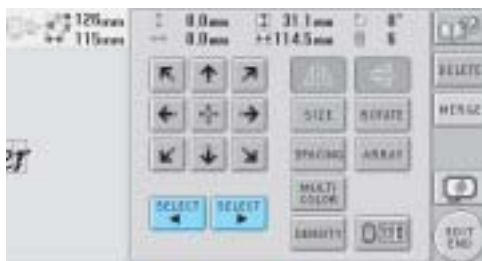 126mm 0.0mm 31.1mm 0°
115mm 0.0mm 114.5mm 6
DELETE
SIZE ROTATE MERGE
er
SPACING ARRAY
SELECT SELECT MULTI COLOR
DENSITY
EDIT END